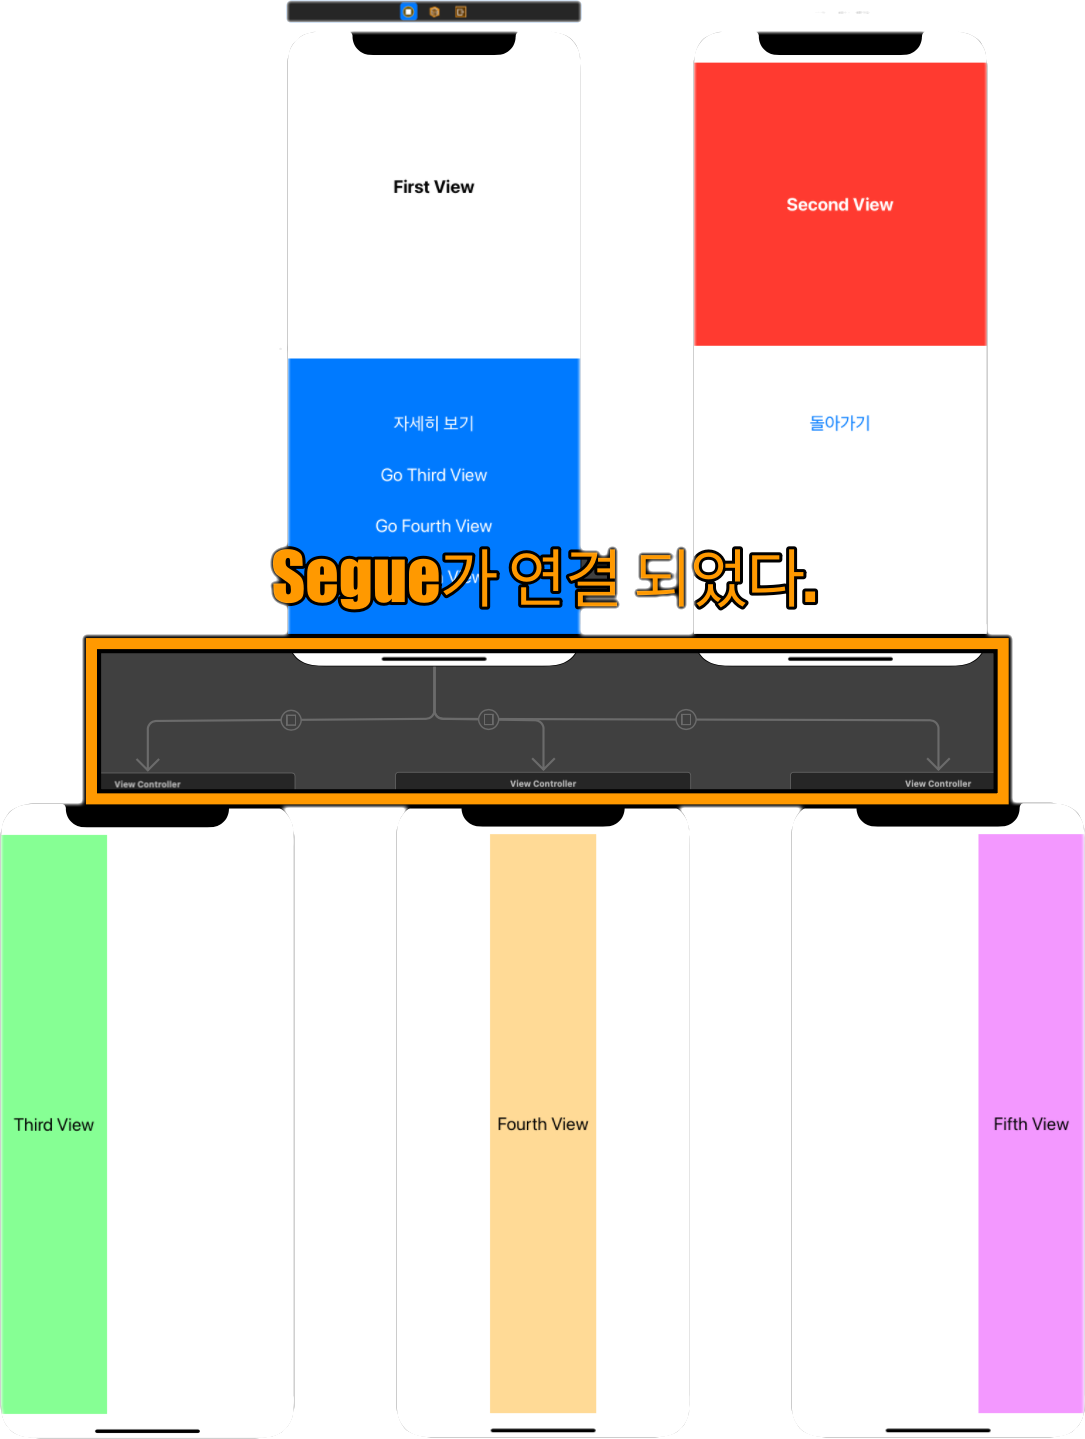 First View
Second View
자세히 보기
돌아가기
Go Third View
Go Fourth View
View
Segue가 연결 되었다.
View Controller
View Controller
View Controller
Third View
Fourth View
Fifth View